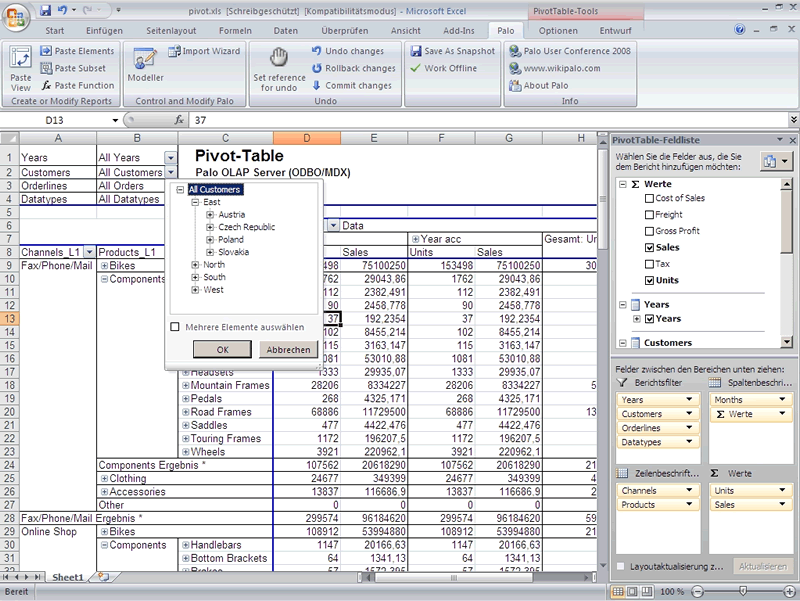 pivot.xls [Schreibgeschützt] [Kompatibilitätsmodus] - Microsoft Excel PivotTable-Tools
Start Einfügen Seitenlayout Formeln Daten Überprüfen Ansicht Add-Ins Palo Optionen Entwurf
Paste View
Paste Elements
Paste Subset
Paste Function
Create or Modify Reports
Modeller
Import Wizard
Control and Modify Palo
Set reference for undo
Undo changes
Rollback changes
Commit changes
Undo
Save As Snapshot
Work Offline
Palo User Conference 2008
www.wikipalo.com
About Palo
Info
D13 fx 37
A B C D E F G H
1 Years All Years Pivot-Table
2 Customers All Customers Palo OLAP Server (ODBO/MDX)
3 Orderlines All Orders
4 Datatypes All Datatypes
5
6 Data
7 Year acc Gesamt: Un
8 Channels_L1 Products_L1 Sales Units Sales
9 Fax/Phone/Mail Bikes 498 75100250 153498 75100250 30
10 Components 1762 29043,86 1762 29043,86
11 112 2382,491 112 2382,491
12 90 2458,778 90 2458,778
13 37 192,2354 37 192,2354
14 102 8455,214 102 8455,214
15 115 3163,147 115 3163,147
16 1081 53010,88 1081 53010,88
17 Headsets 1333 29935,07 1333 29935,07
18 Mountain Frames 28206 8334227 28206 8334227 5
19 Pedals 268 4325,171 268 4325,171
20 Road Frames 68886 11729500 68886 11729500 13
21 Saddles 477 4422,476 477 4422,476
22 Touring Frames 1172 196207,5 1172 196207,5
23 Wheels 3921 220962,1 3921 220962,1
24 Components Ergebnis * 107562 20618290 107562 20618290 21
25 Clothing 24677 349399 24677 349399 4
26 Accessories 13837 116686,9 13837 116686,9 2
27 Other 0 0 0 0
28 Fax/Phone/Mail Ergebnis * 299574 96184620 299574 96184620 59
29 Online Shop Bikes 108912 53994880 108912 53994880 21
30 Components Handlebars 1147 20166,63 1147 20166,63
31 Bottom Brackets 64 1341,13 64 1341,13
32 Brakes 57 1572,395 57 1572,395
All Customers
East
Austria
Czech Republic
Poland
Slovakia
North
South
West
Mehrere Elemente auswählen
OK Abbrechen
PivotTable-Feldliste
Wählen Sie die Felder aus, die Sie
dem Bericht hinzufügen möchten:
Σ Werte
Cost of Sales
Freight
Gross Profit
Sales
Tax
Units
Years
Years
Customers
Felder zwischen den Bereichen unten ziehen:
Berichtsfilter Spaltenbeschri...
Years Months
Customers Σ Werte
Orderlines
Datatypes
Zeilenbeschrift... Σ Werte
Channels Units
Products Sales
Layoutaktualisierung z... Aktualisieren
Sheet1
Bereit 100 %